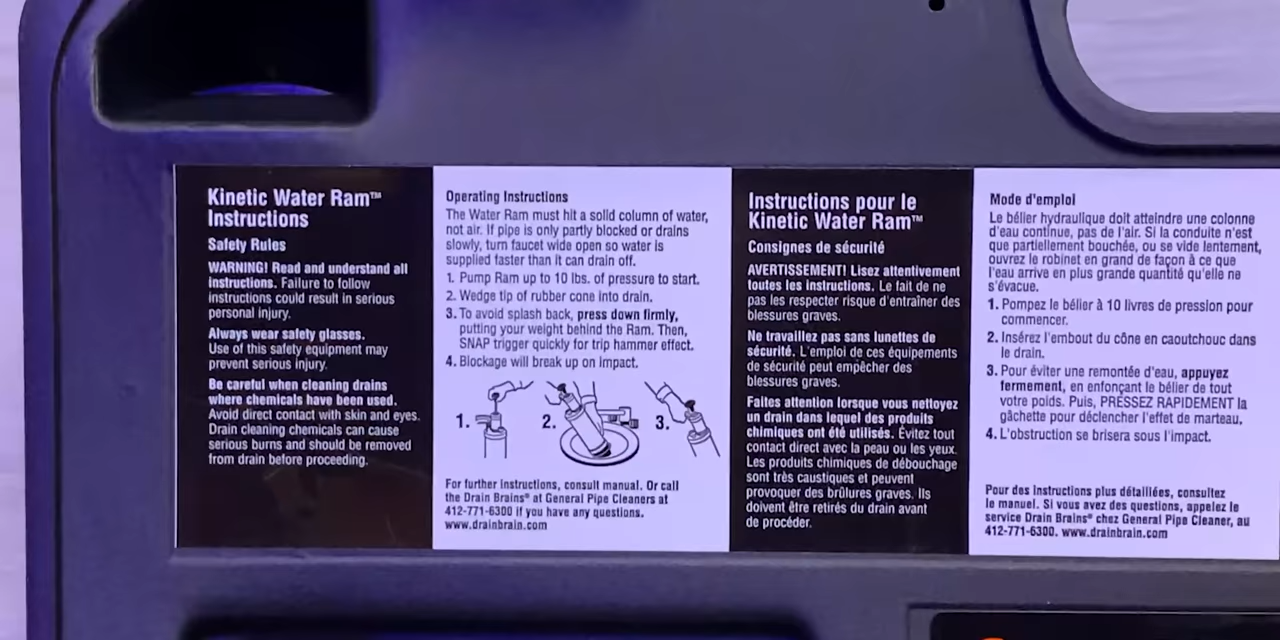 Kinetic Water Ram™
Instructions
Safety Rules
WARNING! Read and understand all
instructions. Failure to follow
instructions could result in serious
personal injury.
Always wear safety glasses.
Use of this safety equipment may
prevent serious injury.
Be careful when cleaning drains
where chemicals have been used.
Avoid direct contact with skin and eyes.
Drain cleaning chemicals can cause
serious burns and should be removed
from drain before proceeding.
Operating Instructions
The Water Ram must hit a solid column of water,
not air. If pipe is only partly blocked or drains
slowly, turn faucet wide open so water is
supplied faster than it can drain off.
1. Pump Ram up to 10 lbs. of pressure to start.
2. Wedge tip of rubber cone into drain.
3. To avoid splash back, press down firmly,
putting your weight behind the Ram. Then,
SNAP trigger quickly for trip hammer effect.
4. Blockage will break up on impact.
1. 2. 3.
For further instructions, consult manual. Or call
the Drain Brains® at General Pipe Cleaners at
412-771-6300 if you have any questions.
www.drainbrain.com
Instructions pour le
Kinetic Water Ram™
Consignes de sécurité
AVERTISSEMENT! Lisez attentivement
toutes les instructions. Le fait de ne
pas les respecter risque d'entraîner des
blessures graves.
Ne travaillez pas sans lunettes de
sécurité. L'emploi de ces équipements
de sécurité peut empêcher des
blessures graves.
Faites attention lorsque vous nettoyez
un drain dans lequel des produits
chimiques ont été utilisés. Évitez tout
contact direct avec la peau ou les yeux.
Les produits chimiques de débouchage
sont très caustiques et peuvent
provoquer des brûlures graves. Ils
doivent être retirés du drain avant
de procéder.
Mode d'emploi
Le bélier hydraulique doit atteindre une colonne
d'eau continue, pas de l'air. Si la conduite n'est
que partiellement bouchée, ou se vide lentement,
ouvrez le robinet en grand de façon à ce que
l'eau arrive en plus grande quantité qu'elle ne
s'évacue.
1. Pompez le bélier à 10 livres de pression pour
commencer.
2. Insérez l'embout du cône en caoutchouc dans
le drain.
3. Pour éviter une remontée d'eau, appuyez
fermement, en enfonçant le bélier de tout
votre poids. Puis, PRESSEZ RAPIDEMENT la
gâchette pour déclencher l'effet de marteau.
4. L'obstruction se brisera sous l'impact.
Pour des instructions plus détaillées, consultez
le manuel. Si vous avez des questions, appelez le
service Drain Brains® chez General Pipe Cleaner, au
412-771-6300. www.drainbrain.com